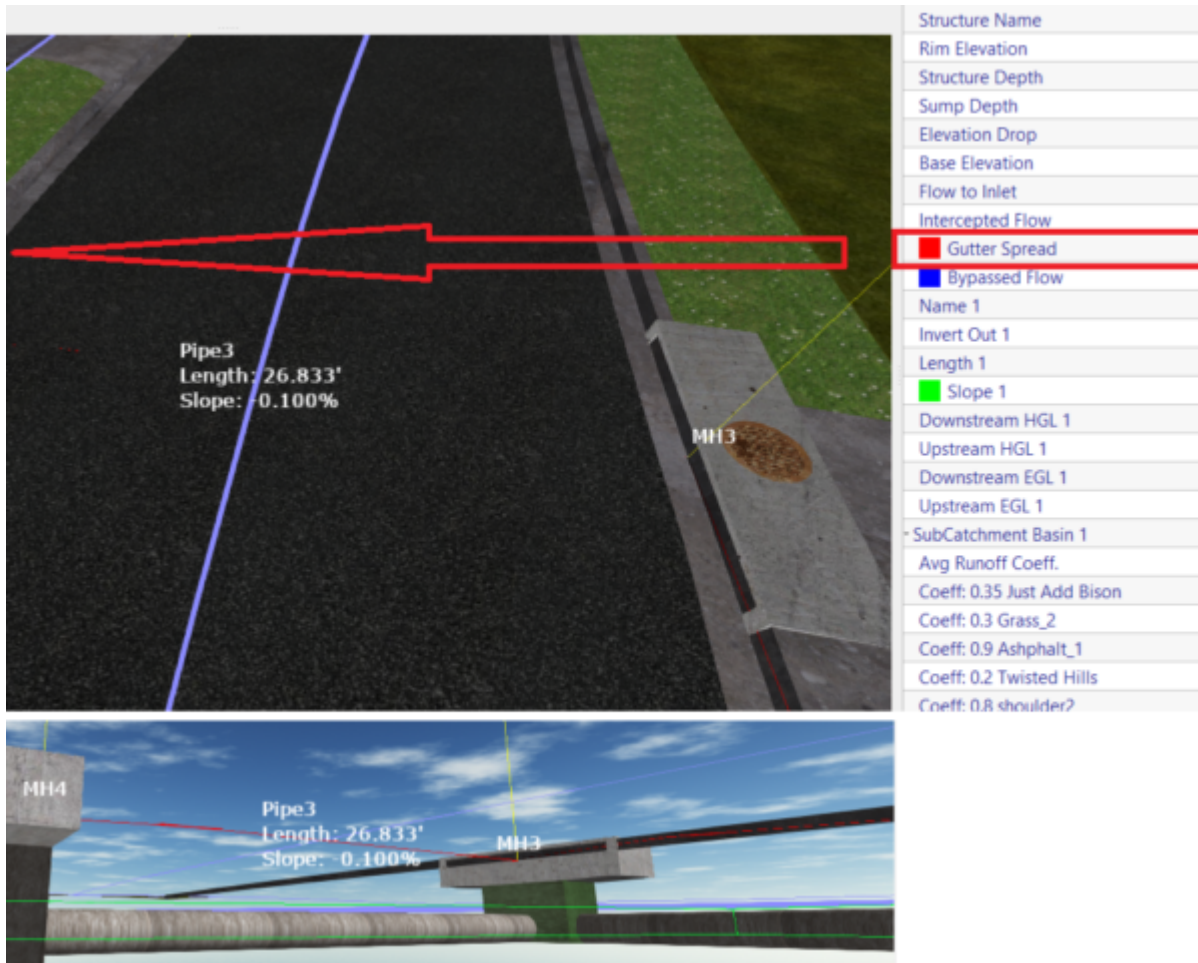 Structure Name
Rim Elevation
Structure Depth
Sump Depth
Elevation Drop
Base Elevation
Flow to Inlet
Intercepted Flow
Gutter Spread
Bypassed Flow
Name 1
Invert Out 1
Length 1
Slope 1
Downstream HGL 1
Upstream HGL 1
Downstream EGL 1
Upstream EGL 1
SubCatchment Basin 1
Avg Runoff Coeff.
Coeff: 0.35 Just Add Bison
Coeff: 0.3 Grass_2
Coeff: 0.9 Ashphalt_1
Coeff: 0.2 Twisted Hills
Coeff: 0.8 shoulder2
Pipe3
Length: 26.833'
Slope: -0.100%
MH3
MH4
Pipe3
Length: 26.833'
Slope: -0.100%
MH3